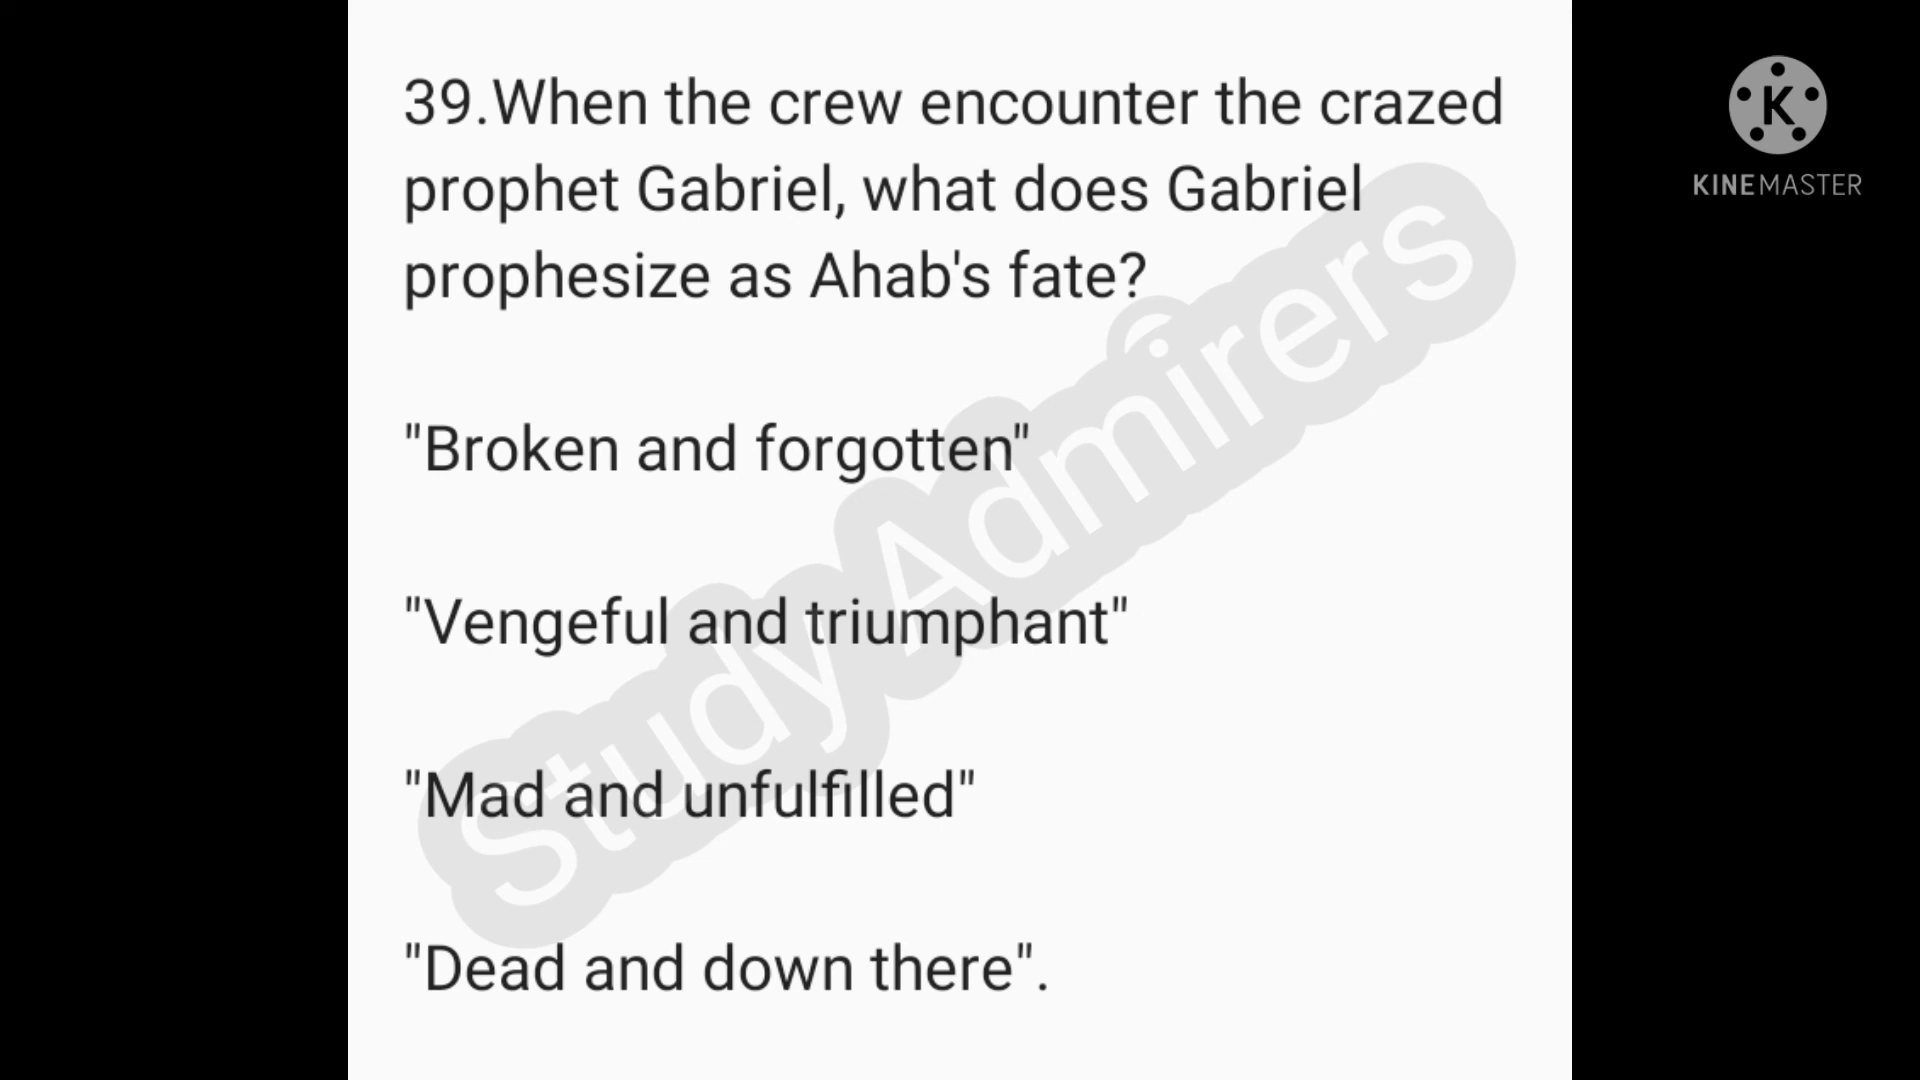 39.When the crew encounter the crazed
prophet Gabriel, what does Gabriel
prophesize as Ahab's fate?
"Broken and forgotten"
"Vengeful and triumphant"
"Mad and unfulfilled"
"Dead and down there".
Study Admirers
K
KINEMASTER